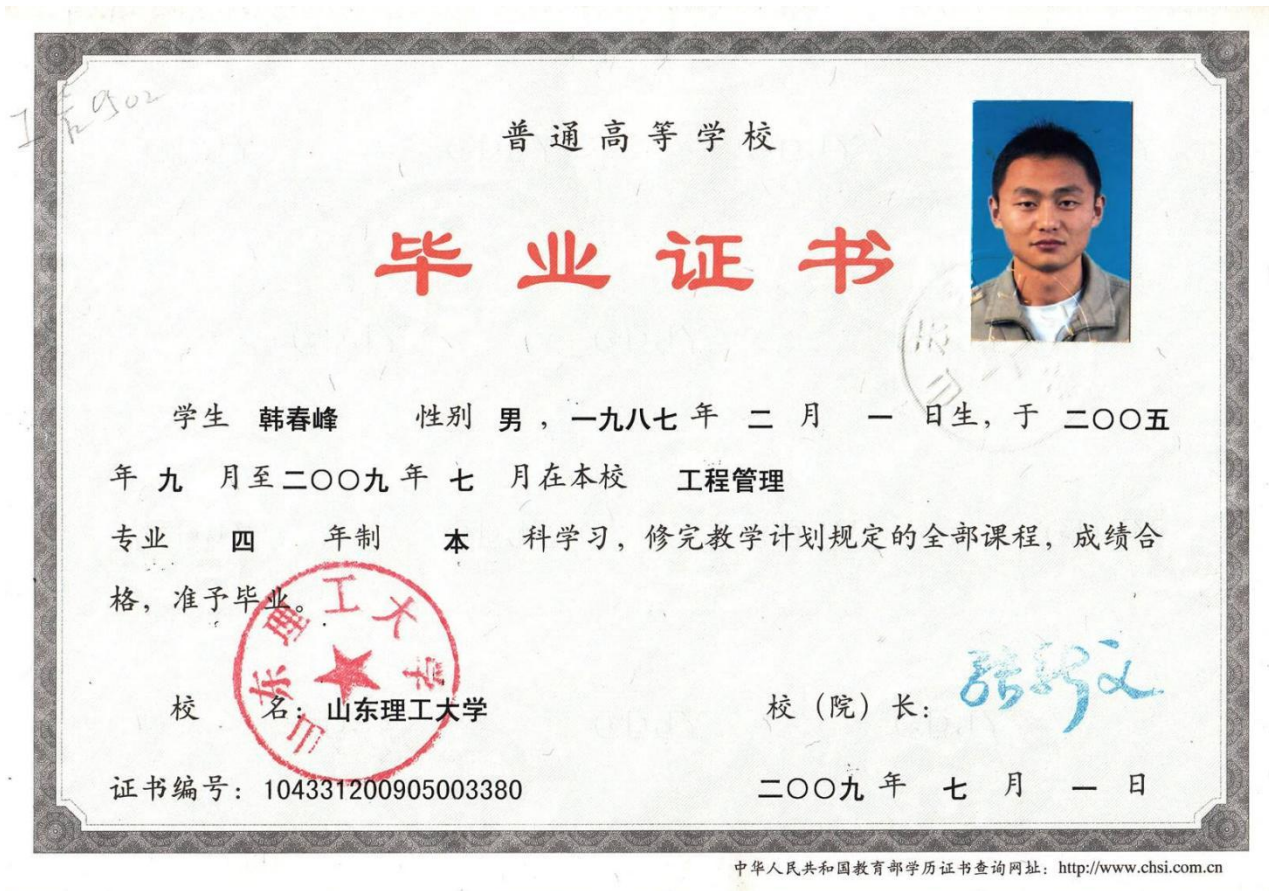 普通高等学校
毕业证书
学生 韩春峰 性别 男 ，一九八七 年 二 月 一 日生，于 二〇〇五
年 九 月至 二〇〇九 年 七 月在本校 工程管理
专业 四 年制 本 科学习，修完教学计划规定的全部课程，成绩合
格，准予毕业。
山东理工大学
校 名：山东理工大学
校（院）长：
证书编号：104331200905003380
二〇〇九 年 七 月 一 日
中华人民共和国教育部学历证书查询网址：http://www.chsi.com.cn